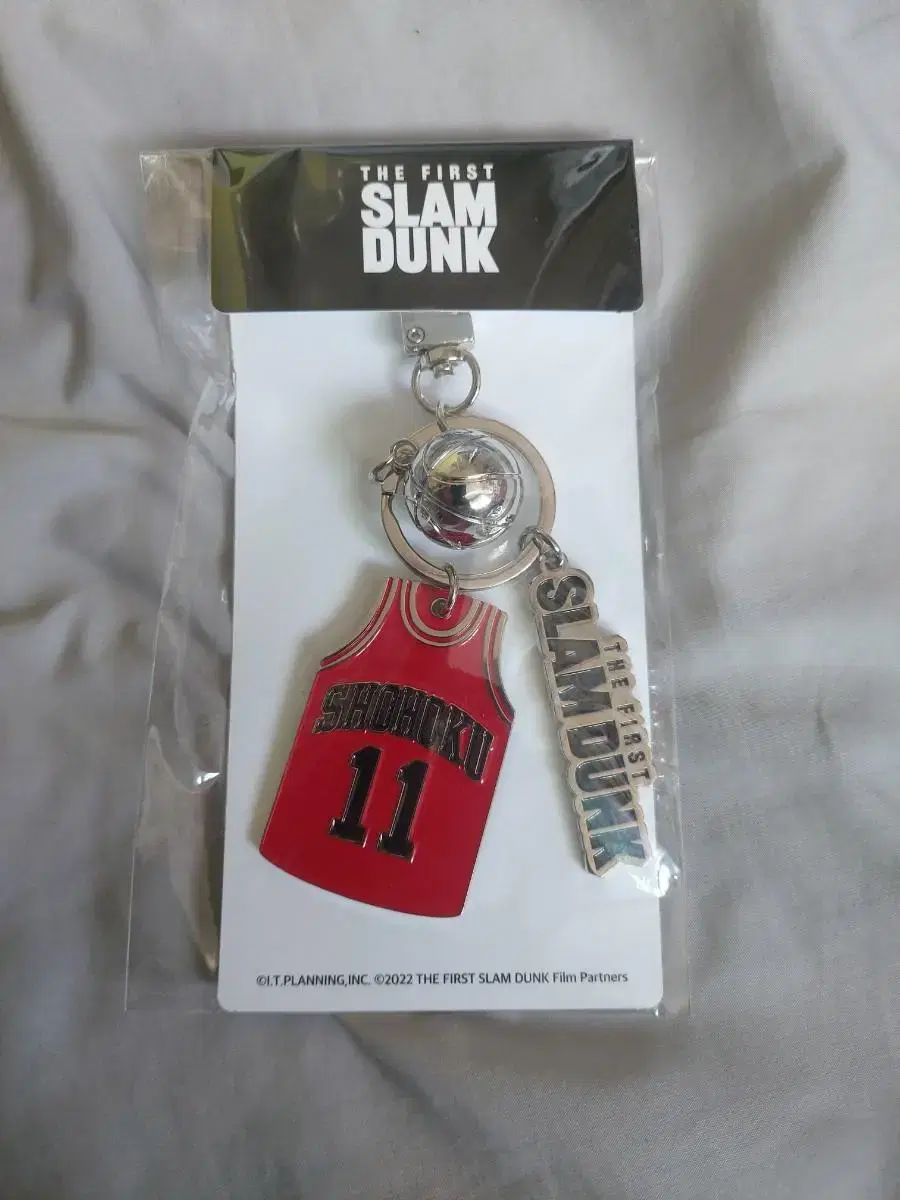 THE FIRST
SLAM
DUNK
SHOHOKU
11
THE FIRST
SLAM DUNK
©I.T.PLANNING,INC. ©2022 THE FIRST SLAM DUNK Film Partners